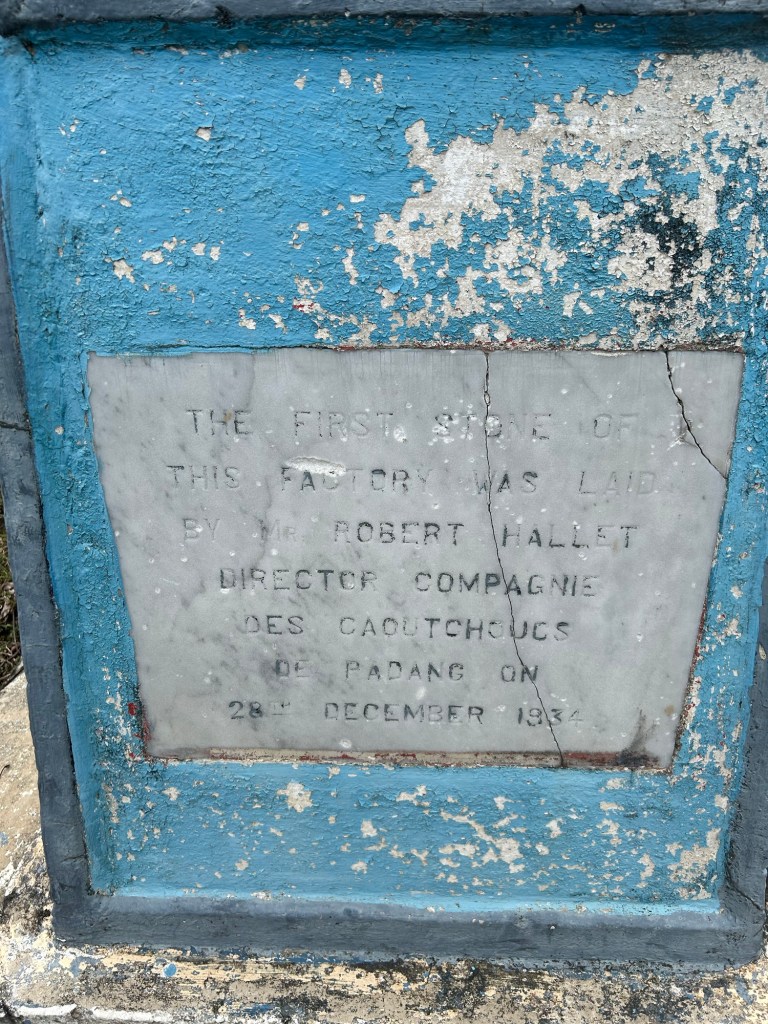 THE FIRST STONE OF
THIS FACTORY WAS LAID
BY MR ROBERT HALLET
DIRECTOR COMPAGNIE
DES CAOUTCHOUCS
DE PADANG ON
28TH DECEMBER 1934